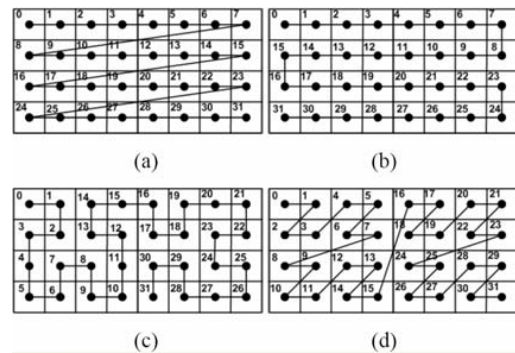 0 1 2 3 4 5 6 7
8 9 10 11 12 13 14 15
16 17 18 19 20 21 22 23
24 25 26 27 28 29 30 31
(a)
0 1 2 3 4 5 6 7
15 14 13 12 11 10 9 8
16 17 18 19 20 21 22 23
31 30 29 28 27 26 25 24
(b)
0 1 14 15 16 19 20 21
3 2 13 12 17 18 23 22
4 7 8 11 30 29 24 25
5 6 9 10 31 28 27 26
(c)
0 1 4 5 16 17 20 21
2 3 6 7 18 19 22 23
8 9 12 13 24 25 28 29
10 11 14 15 26 27 30 31
(d)